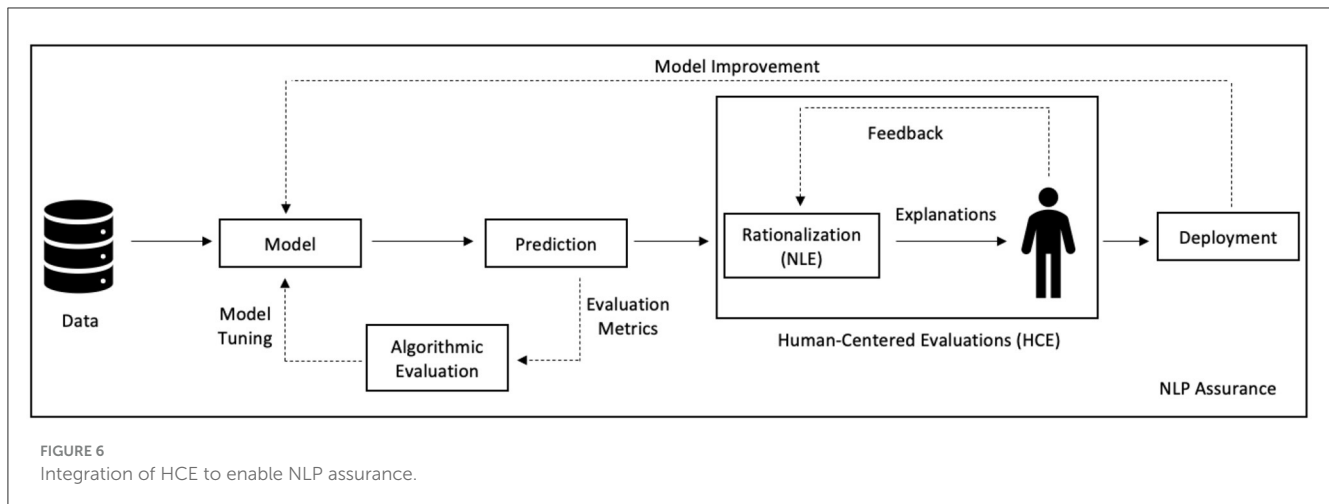 Model Improvement
Feedback
Data
Model
Prediction
Rationalization
(NLE)
Explanations
Deployment
Model
Tuning
Algorithmic
Evaluation
Evaluation
Metrics
Human-Centered Evaluations (HCE)
NLP Assurance
FIGURE 6
Integration of HCE to enable NLP assurance.